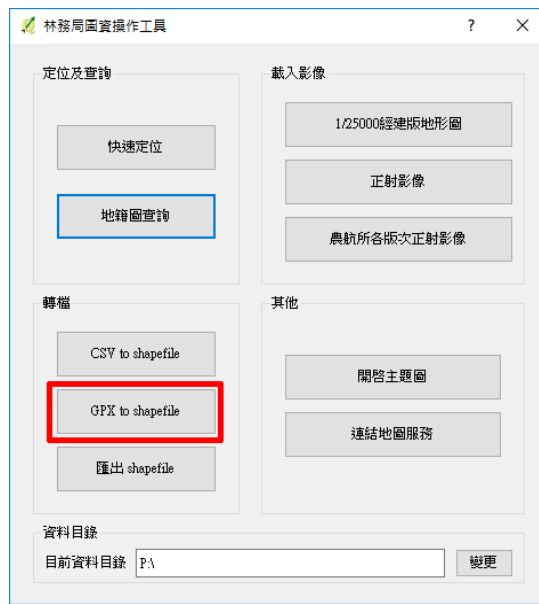 林務局圖資操作工具
?
定位及查詢
快速定位
地籍圖查詢
載入影像
1/25000經建版地形圖
正射影像
農航所各版次正射影像
轉檔
CSV to shapefile
GPX to shapefile
匯出 shapefile
其他
開啓主題圖
連結地圖服務
資料目錄
目前資料目錄 P:\ 變更